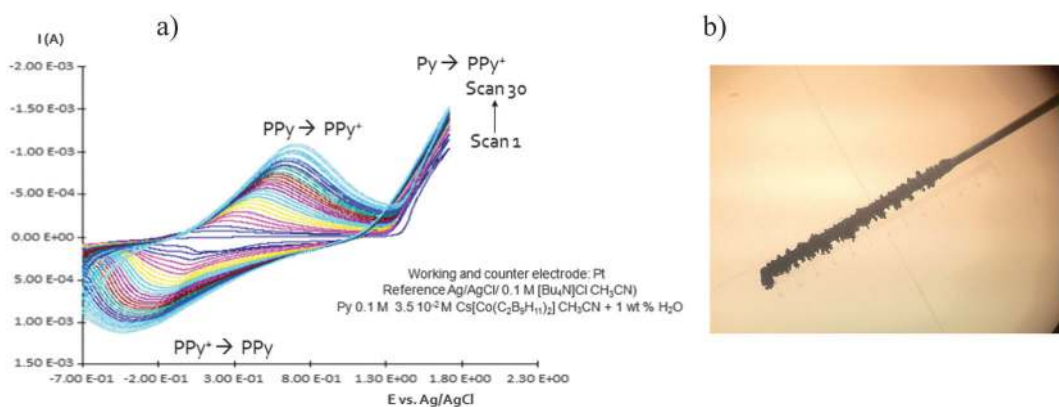 a)
b)
I (A)
-2.00 E-03
-1.50 E-03
-1.00 E-03
-5.00 E-04
0.00 E+00
5.00 E-04
1.00 E-03
1.50 E-03
Py → PPy⁺
Scan 30
Scan 1
PPy → PPy⁺
PPy⁺ → PPy
Working and counter electrode: Pt
Reference Ag/AgCl/ 0.1 M [Bu₄N]Cl CH₃CN)
Py 0.1 M 3.5 10⁻² M Cs[Co(C₂B₉H₁₁)₂] CH₃CN + 1 wt % H₂O
-7.00 E-01 -2.00 E-01 3.00 E-01 8.00 E-01 1.30 E+00 1.80 E+00 2.30 E+00
E vs. Ag/AgCl